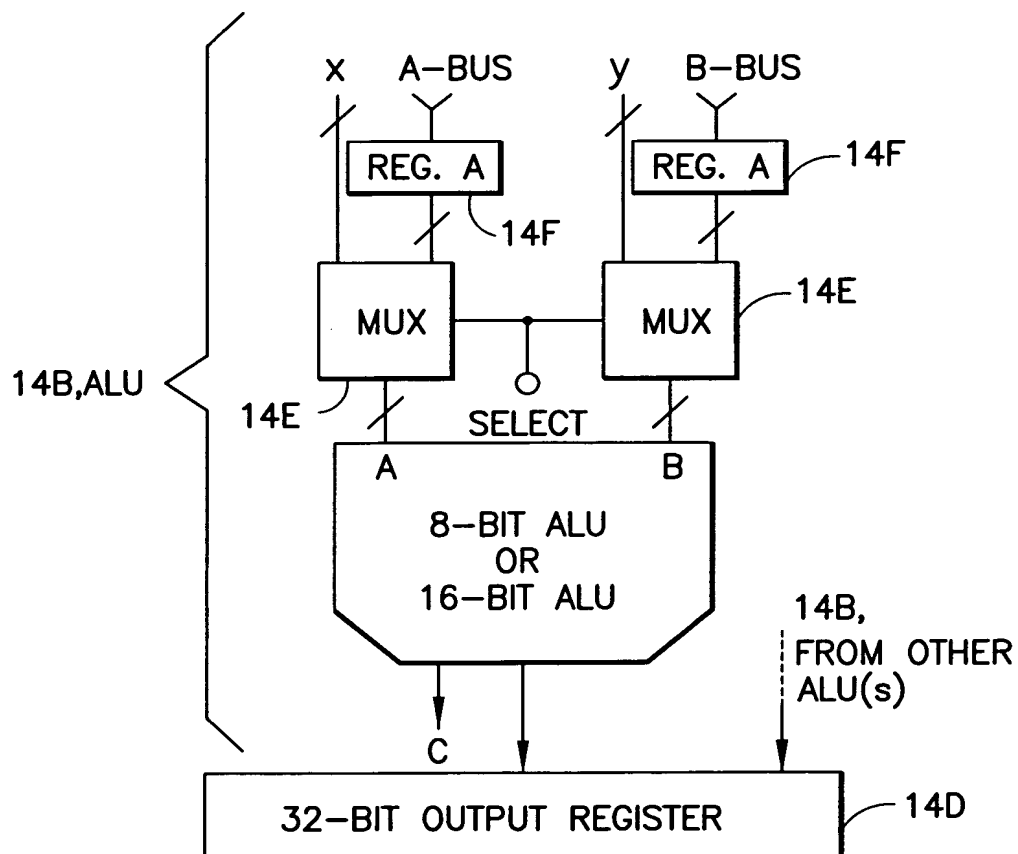 x A-BUS y B-BUS
REG. A REG. A 14F
14F
MUX MUX 14E
14B,ALU 14E
SELECT
A B
8-BIT ALU
OR
16-BIT ALU
14B,
FROM OTHER
ALU(s)
C
32-BIT OUTPUT REGISTER 14D